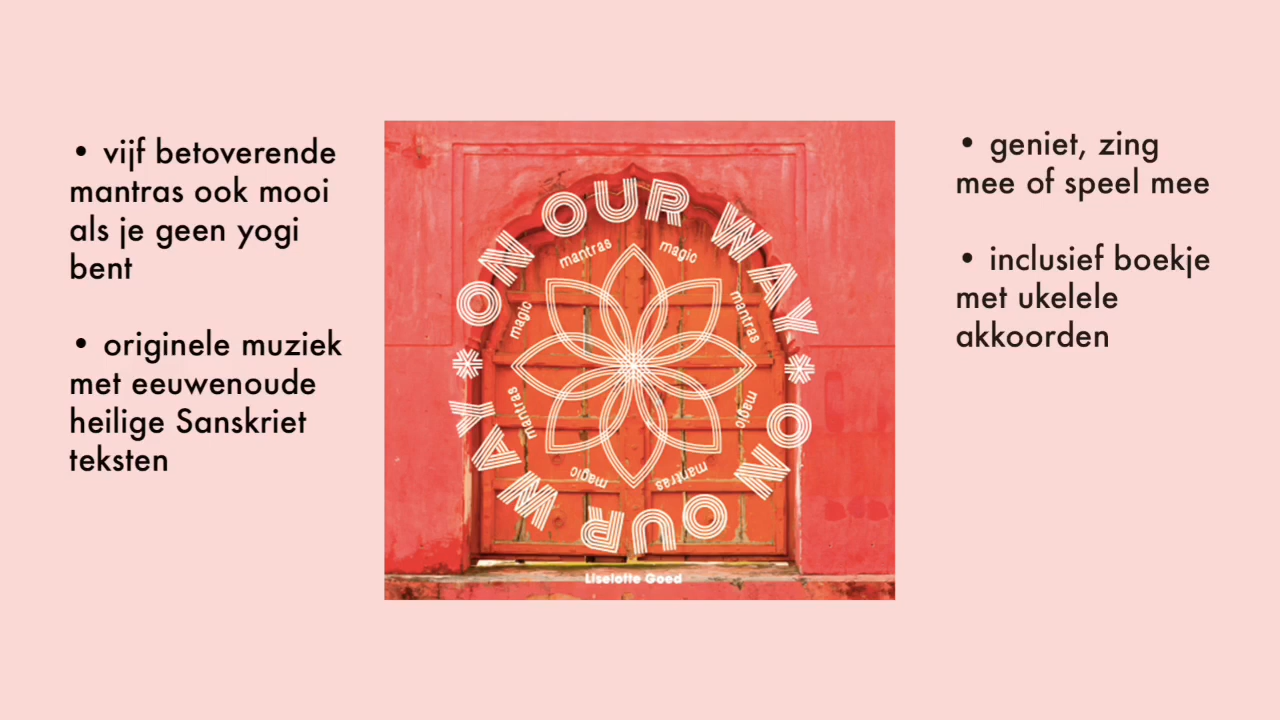 • vijf betoverende
mantras ook mooi
als je geen yogi
bent
• originele muziek
met eeuwenoude
heilige Sanskriet
teksten
ON OUR WAY * ON OUR WAY *
mantras magic mantras magic mantras magic mantras magic
Liselotte Goed
• geniet, zing
mee of speel mee
• inclusief boekje
met ukelele
akkoorden